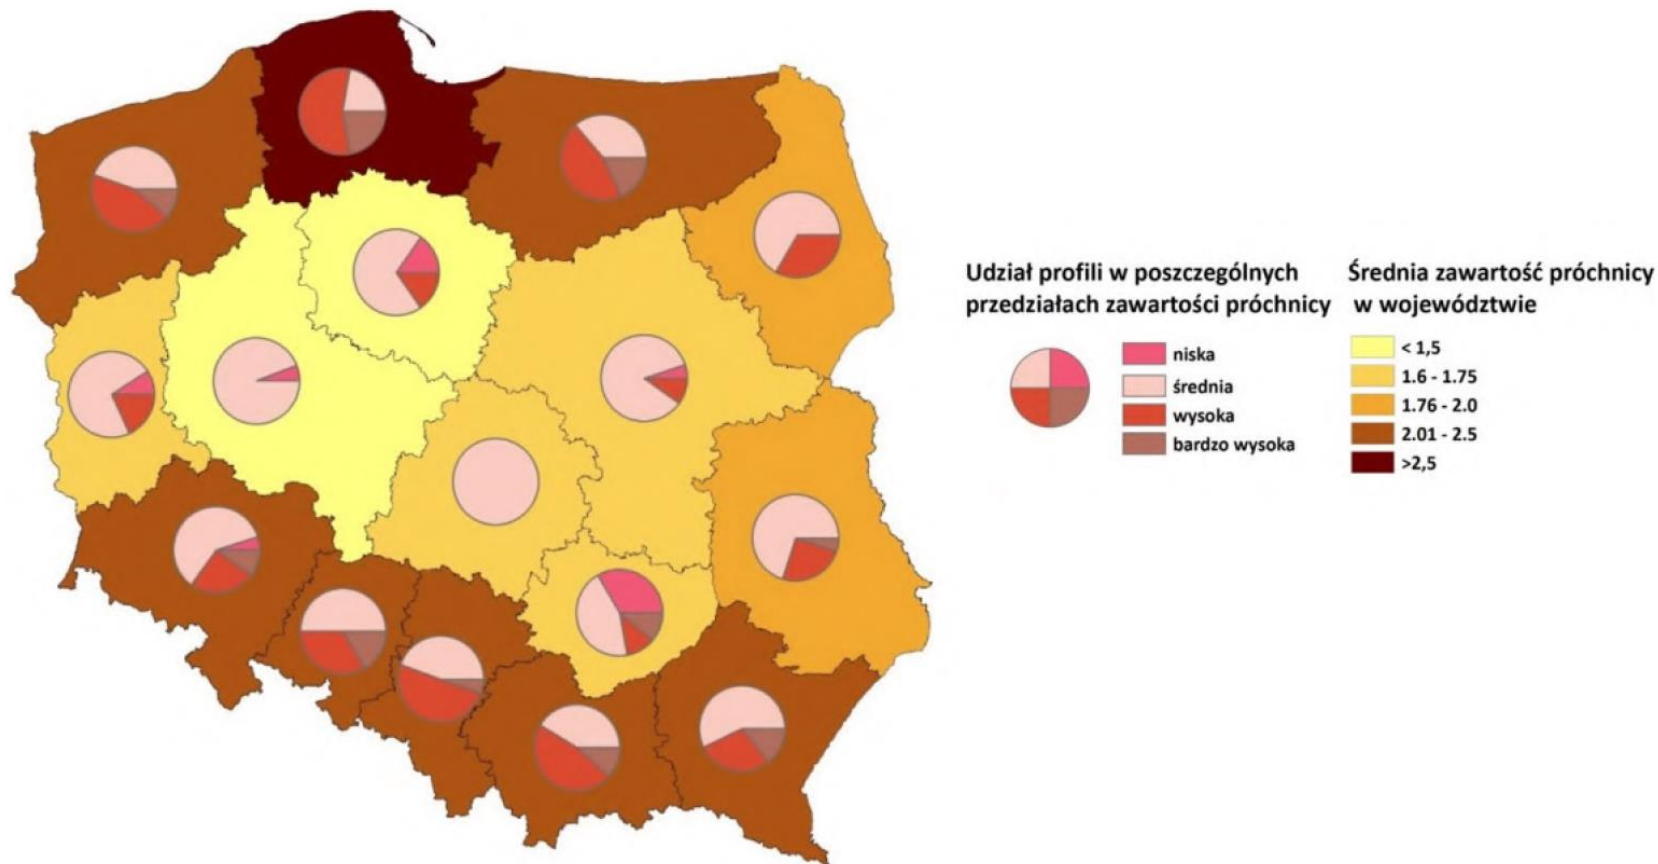 Udział profili w poszczególnych
przedziałach zawartości próchnicy
niska
średnia
wysoka
bardzo wysoka
Średnia zawartość próchnicy
w województwie
< 1,5
1.6 - 1.75
1.76 - 2.0
2.01 - 2.5
>2,5